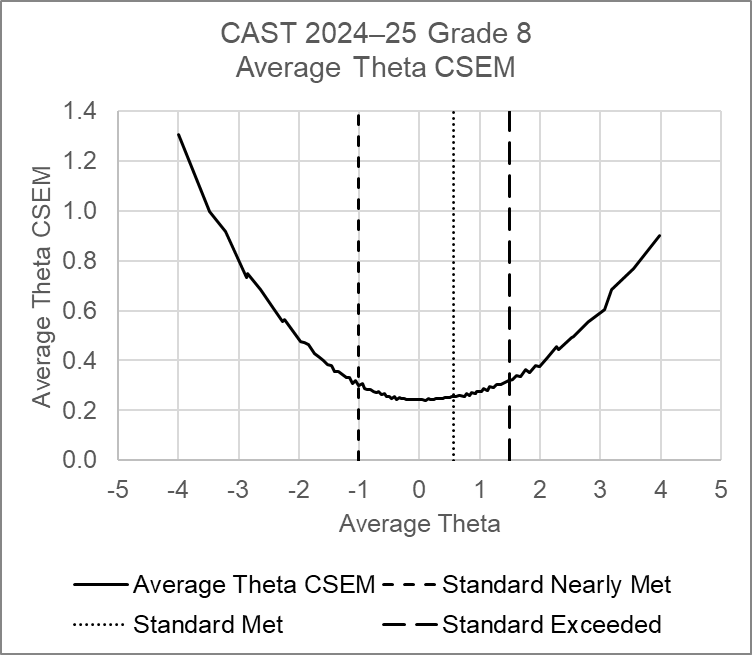 CAST 2024–25 Grade 8
Average Theta CSEM
Average Theta CSEM
1.4
1.2
1.0
0.8
0.6
0.4
0.2
0.0
-5 -4 -3 -2 -1 0 1 2 3 4 5
Average Theta
Average Theta CSEM Standard Nearly Met
Standard Met Standard Exceeded